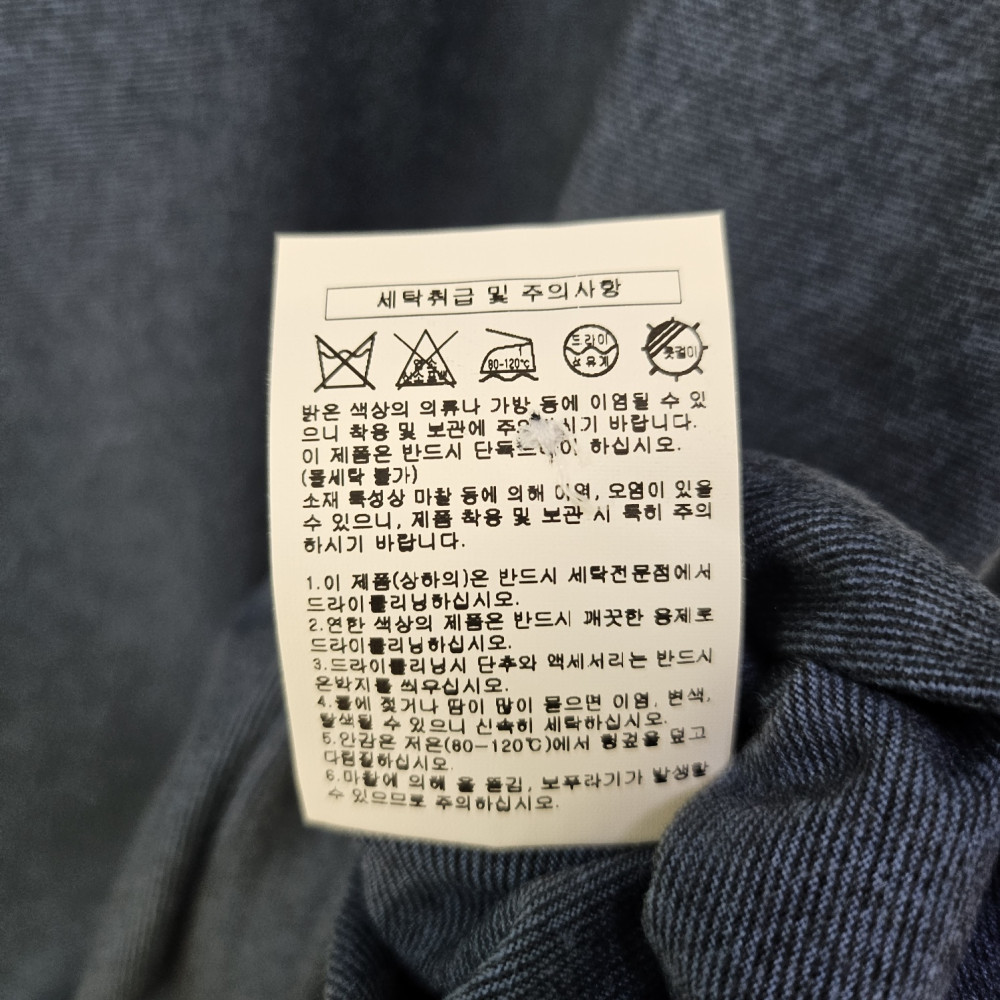 세탁취급 및 주의사항
80-120℃
드라이
석유계
옷걸이
밝은 색상의 의류나 가방 등에 이염될 수 있
으니 착용 및 보관에 바랍니다.
이 제품은 반드시 하십시오.
(물세탁 불가)
소재 특성상 마찰 등에 의해 이염, 오염이 있을
수 있으니, 제품 착용 및 보관 시 특히 주의
하시기 바랍니다.
1.이 제품(상하의)은 반드시 세탁전문점에서
드라이클리닝하십시오.
2.연한 색상의 제품은 반드시 깨끗한 용제로
드라이클리닝하십시오.
3.드라이클리닝시 단추와 액세서리는 반드시
은박지를 씌우십시오.
4.물에 젖거나 땀이 많이 묻으면 이염, 변색,
탈색될 수 있으니 신속히 세탁하십시오.
5.안감은 저온(80-120℃)에서 헝겊을 덮고
다림질하십시오.
6.마찰에 의해 올 뜯김, 보푸라기가 발생할
수 있으므로 주의하십시오.